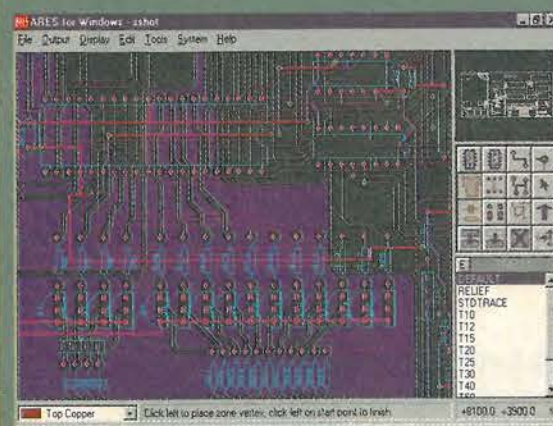 ARES for Windows - zshot
File Output Display Edit Tools System Help
DEFAULT
RELIEF
STDTRACE
T10
T12
T15
T20
T25
T30
T40
T50
Top Copper
Click left to place zone vertex, click left on start point to finish.
+8100.0 +3900.0